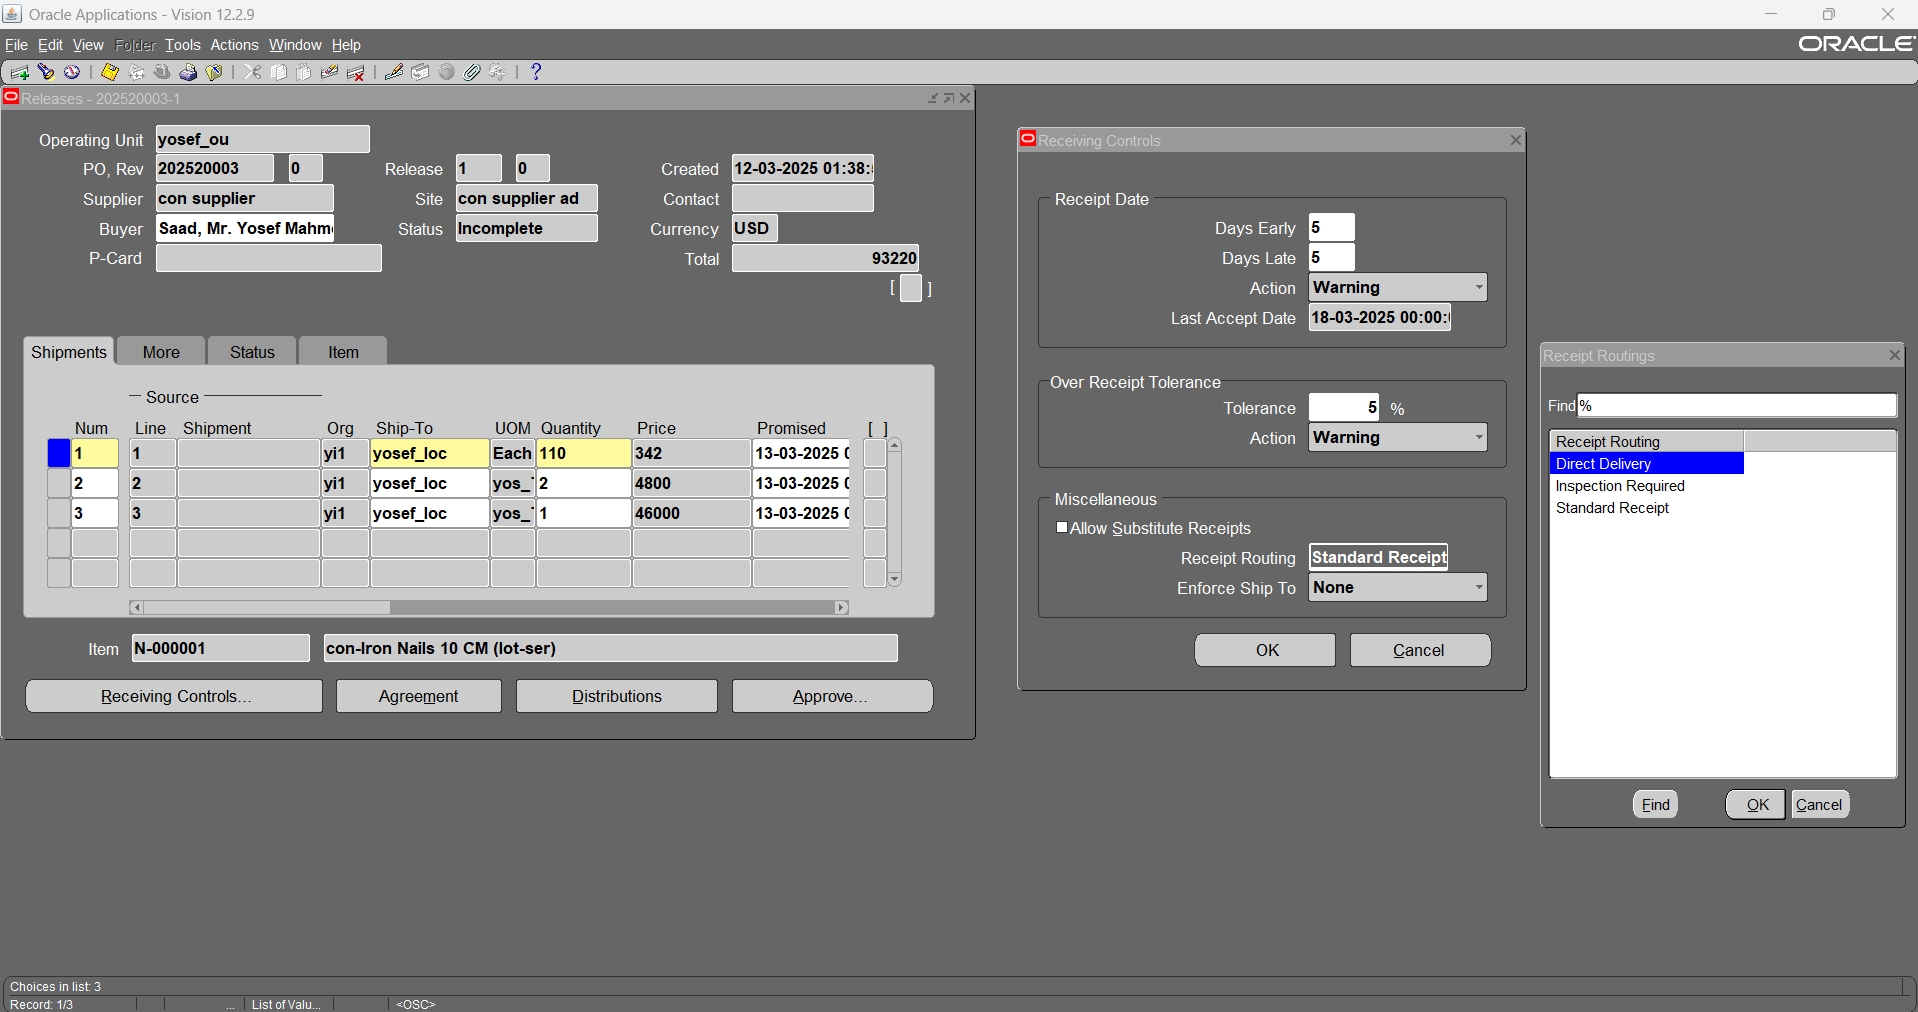 Oracle Applications - Vision 12.2.9
File Edit View Folder Tools Actions Window Help
ORACLE
Releases - 202520003-1
Operating Unit yosef_ou
PO, Rev 202520003 0 Release 1 0 Created 12-03-2025 01:38:
Supplier con supplier Site con supplier ad Contact
Buyer Saad, Mr. Yosef Mahm Status Incomplete Currency USD
P-Card Total 93220
[ ]
Shipments More Status Item
Source
Num Line Shipment Org Ship-To UOM Quantity Price Promised [ ]
1 1 yi1 yosef_loc Each 110 342 13-03-2025 0
2 2 yi1 yosef_loc yos_ 2 4800 13-03-2025 0
3 3 yi1 yosef_loc yos_ 1 46000 13-03-2025 0
Item N-000001 con-Iron Nails 10 CM (lot-ser)
Receiving Controls... Agreement Distributions Approve...
Receiving Controls
Receipt Date
Days Early 5
Days Late 5
Action Warning
Last Accept Date 18-03-2025 00:00:
Over Receipt Tolerance
Tolerance 5 %
Action Warning
Miscellaneous
Allow Substitute Receipts
Receipt Routing Standard Receipt
Enforce Ship To None
OK Cancel
Receipt Routings
Find %
Receipt Routing
Direct Delivery
Inspection Required
Standard Receipt
Find OK Cancel
Choices in list: 3
Record: 1/3 ... List of Valu... <OSC>